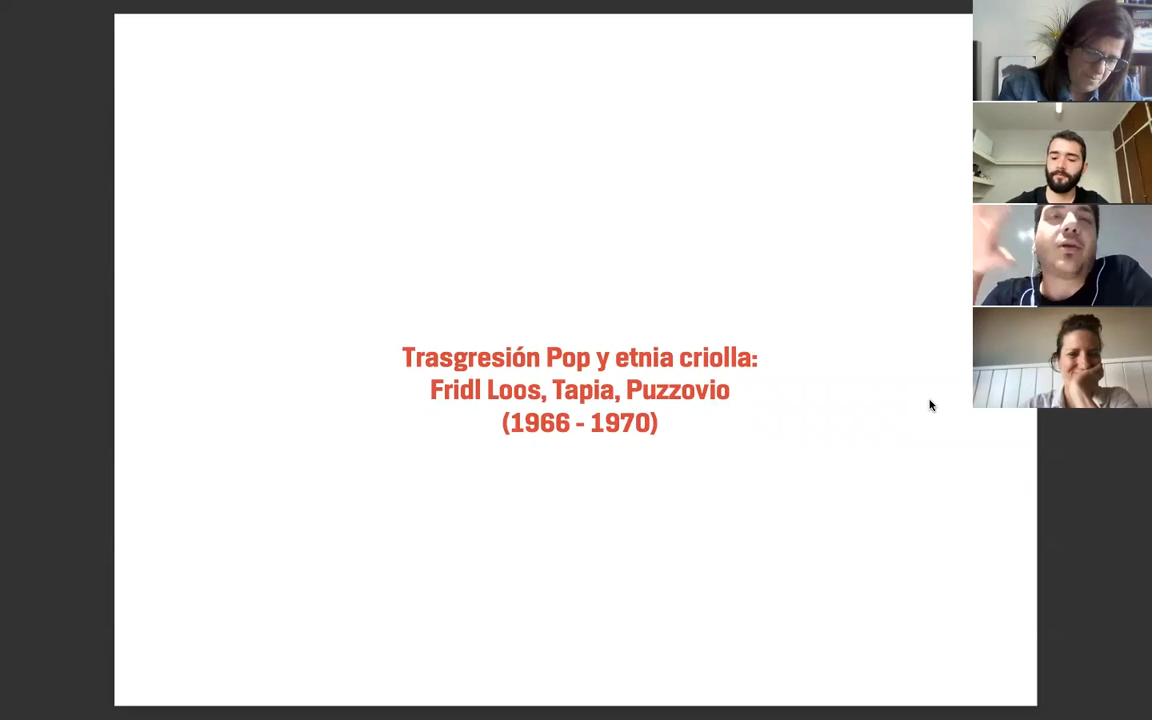 Trasgresión Pop y etnia criolla:
Fridl Loos, Tapia, Puzzovio
(1966 - 1970)